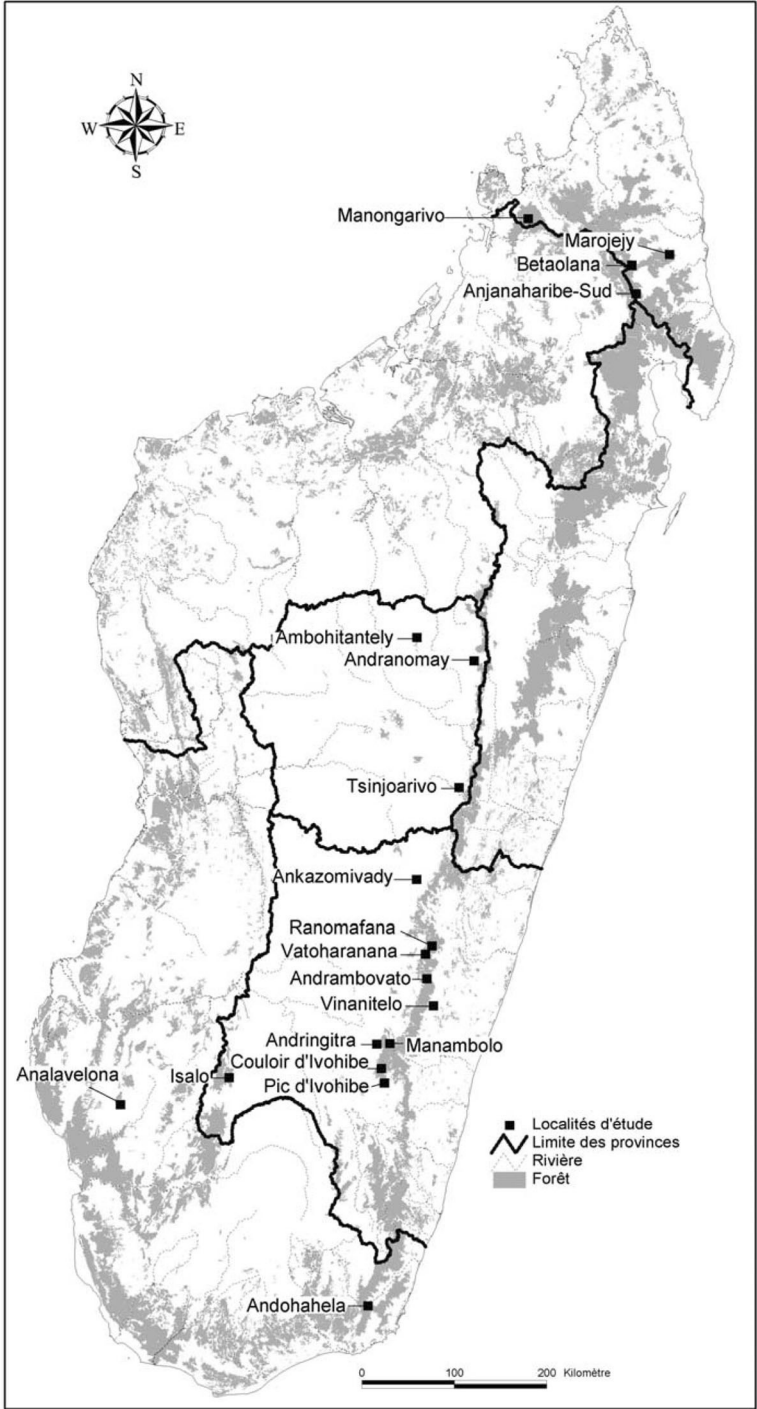 N
W E
S
Manongarivo
Marojejy
Betaolana
Anjanaharibe-Sud
Ambohitantely
Andranomay
Tsinjoarivo
Ankazomivady
Ranomafana
Vatoharanana
Andrambovato
Vinanitelo
Andringitra Manambolo
Couloir d'Ivohibe
Analavelona Isalo Pic d'Ivohibe
Localités d'étude
Limite des provinces
Rivière
Forêt
Andohahela
0 100 200 Kilomètre